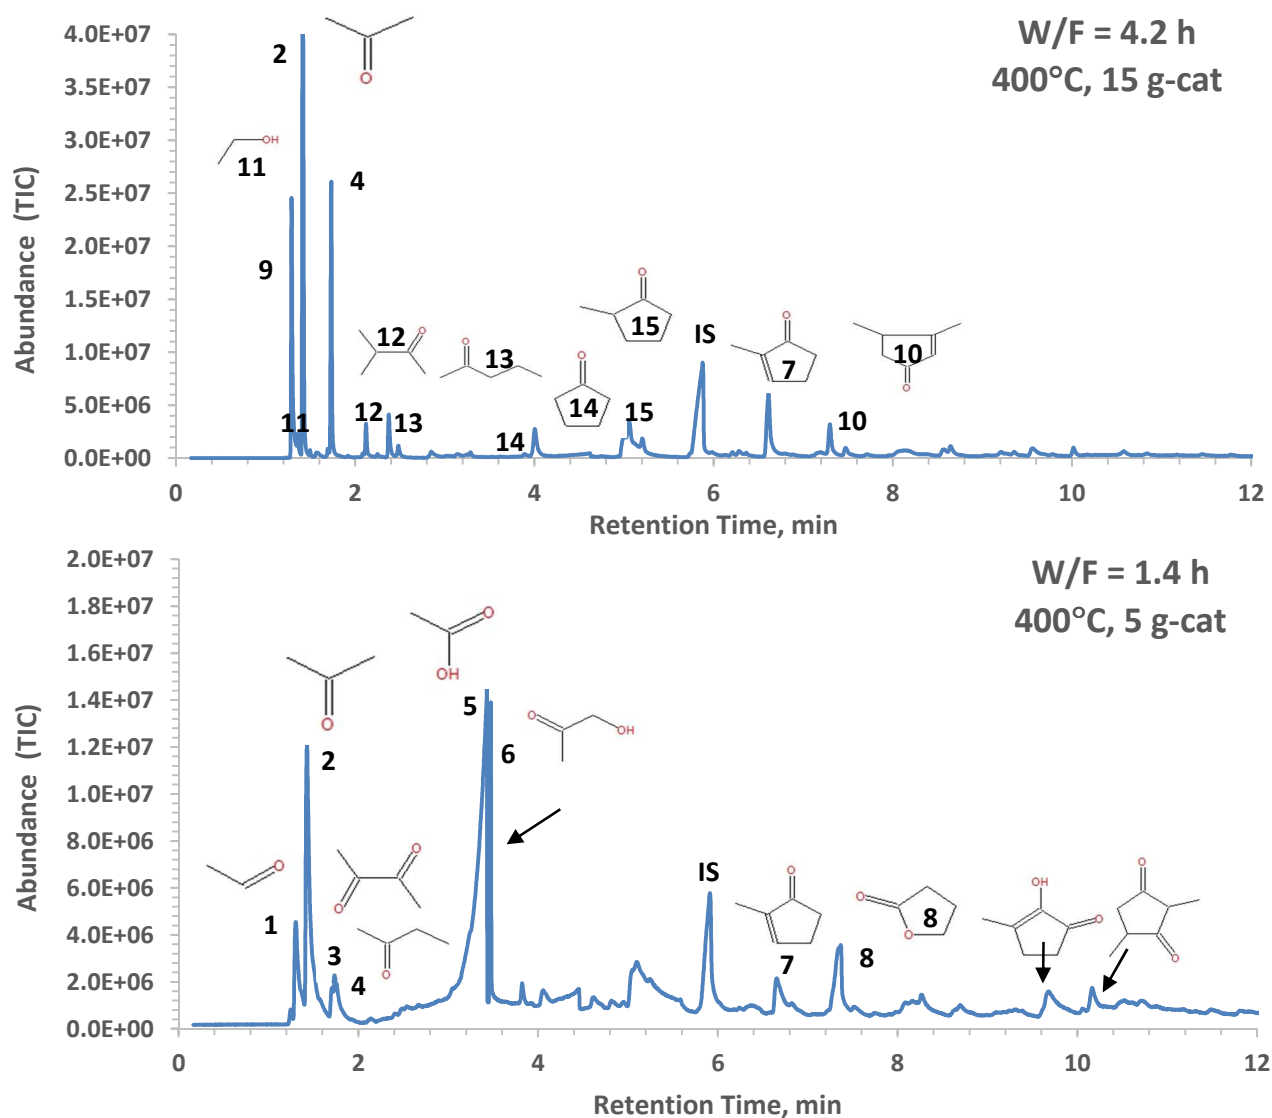 W/F = 4.2 h
400°C, 15 g-cat
Abundance (TIC)
4.0E+07
3.5E+07
3.0E+07
2.5E+07
2.0E+07
1.5E+07
1.0E+07
5.0E+06
0.0E+00
2
O
OH
11
4
9
11
12
O
12
O
13
13
O
14
14
O
15
15
IS
O
7
10
O
10
0
2
4
6
8
10
12
Retention Time, min
W/F = 1.4 h
400°C, 5 g-cat
Abundance (TIC)
2.0E+07
1.8E+07
1.6E+07
1.4E+07
1.2E+07
1.0E+07
8.0E+06
6.0E+06
4.0E+06
2.0E+06
0.0E+00
O
OH
5
O
2
O
OH
6
O
1
O
O
3
O
4
IS
O
7
O
8
O
8
OH
O
O
O
0
2
4
6
8
10
12
Retention Time, min